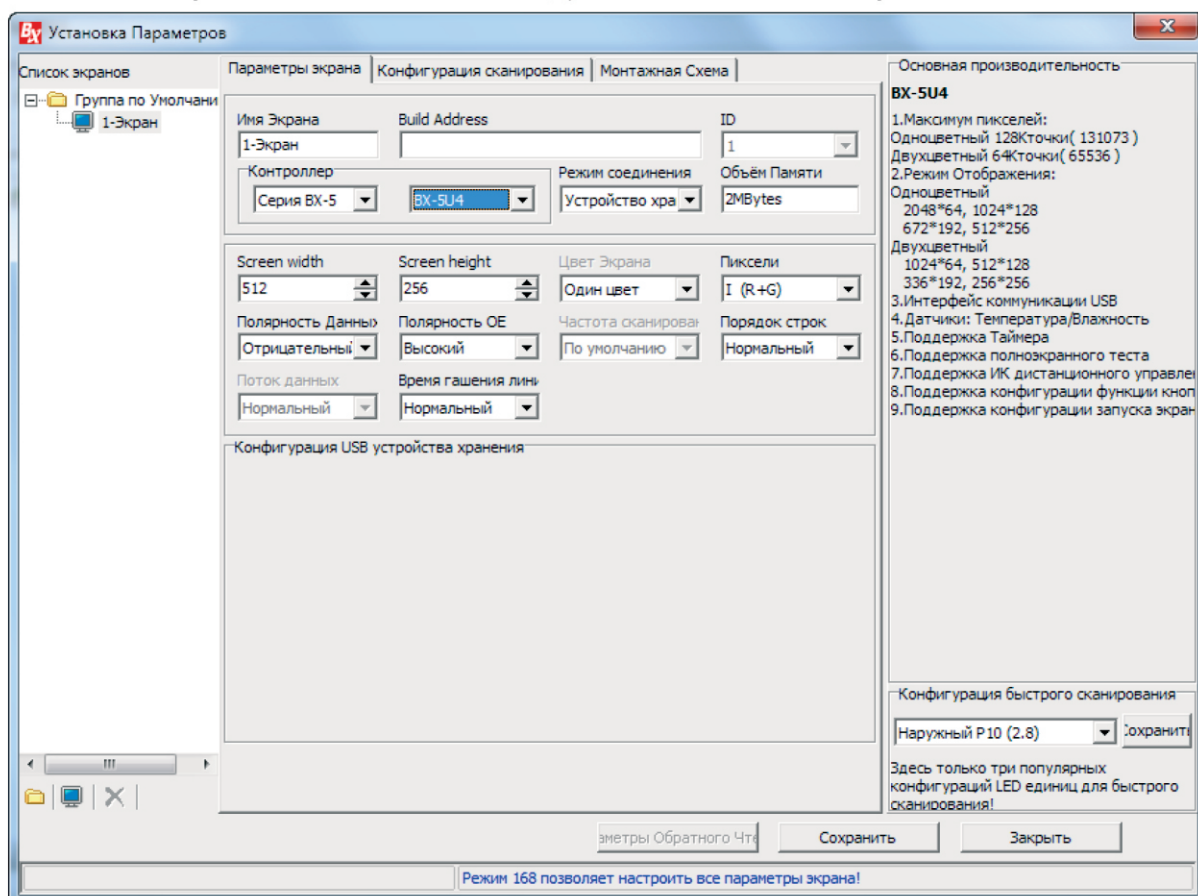 BX Установка Параметров
Список экранов
Группа по Умолчани
1-Экран
Параметры экрана
Конфигурация сканирования
Монтажная Схема
Имя Экрана
Build Address
ID
1-Экран
1
Контроллер
Режим соединения
Объём Памяти
Серия BX-5
BX-5U4
Устройство хра
2MBytes
Screen width
Screen height
Цвет Экрана
Пиксели
512
256
Один цвет
I (R+G)
Полярность Данных
Полярность OE
Частота сканирован
Порядок строк
Отрицательный
Высокий
По умолчанию
Нормальный
Поток данных
Время гашения лини
Нормальный
Нормальный
Конфигурация USB устройства хранения
Основная производительность
BX-5U4
1.Максимум пикселей:
Одноцветный 128Kточки( 131073 )
Двухцветный 64Kточки( 65536 )
2.Режим Отображения:
Одноцветный
2048*64, 1024*128
672*192, 512*256
Двухцветный
1024*64, 512*128
336*192, 256*256
3.Интерфейс коммуникации USB
4.Датчики: Температура/Влажность
5.Поддержка Таймера
6.Поддержка полноэкранного теста
7.Поддержка ИК дистанционного управлен
8.Поддержка конфигурации функции кноп
9.Поддержка конфигурации запуска экран
Конфигурация быстрого сканирования
Наружный P10 (2.8)
Сохранить
Здесь только три популярных
конфигураций LED единиц для быстрого
сканирования!
аметры Обратного Чте
Сохранить
Закрыть
Режим 168 позволяет настроить все параметры экрана!